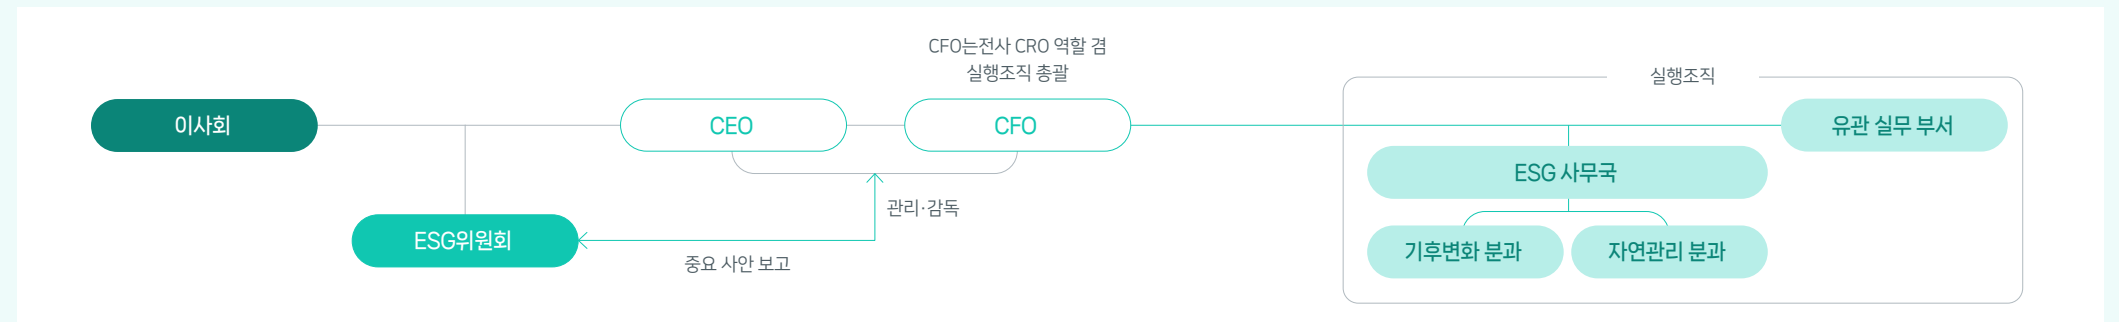 CFO는전사 CRO 역할 겸
실행조직 총괄
실행조직
이사회
CEO
CFO
유관 실무 부서
ESG 사무국
관리·감독
ESG위원회
중요 사안 보고
기후변화 분과
자연관리 분과